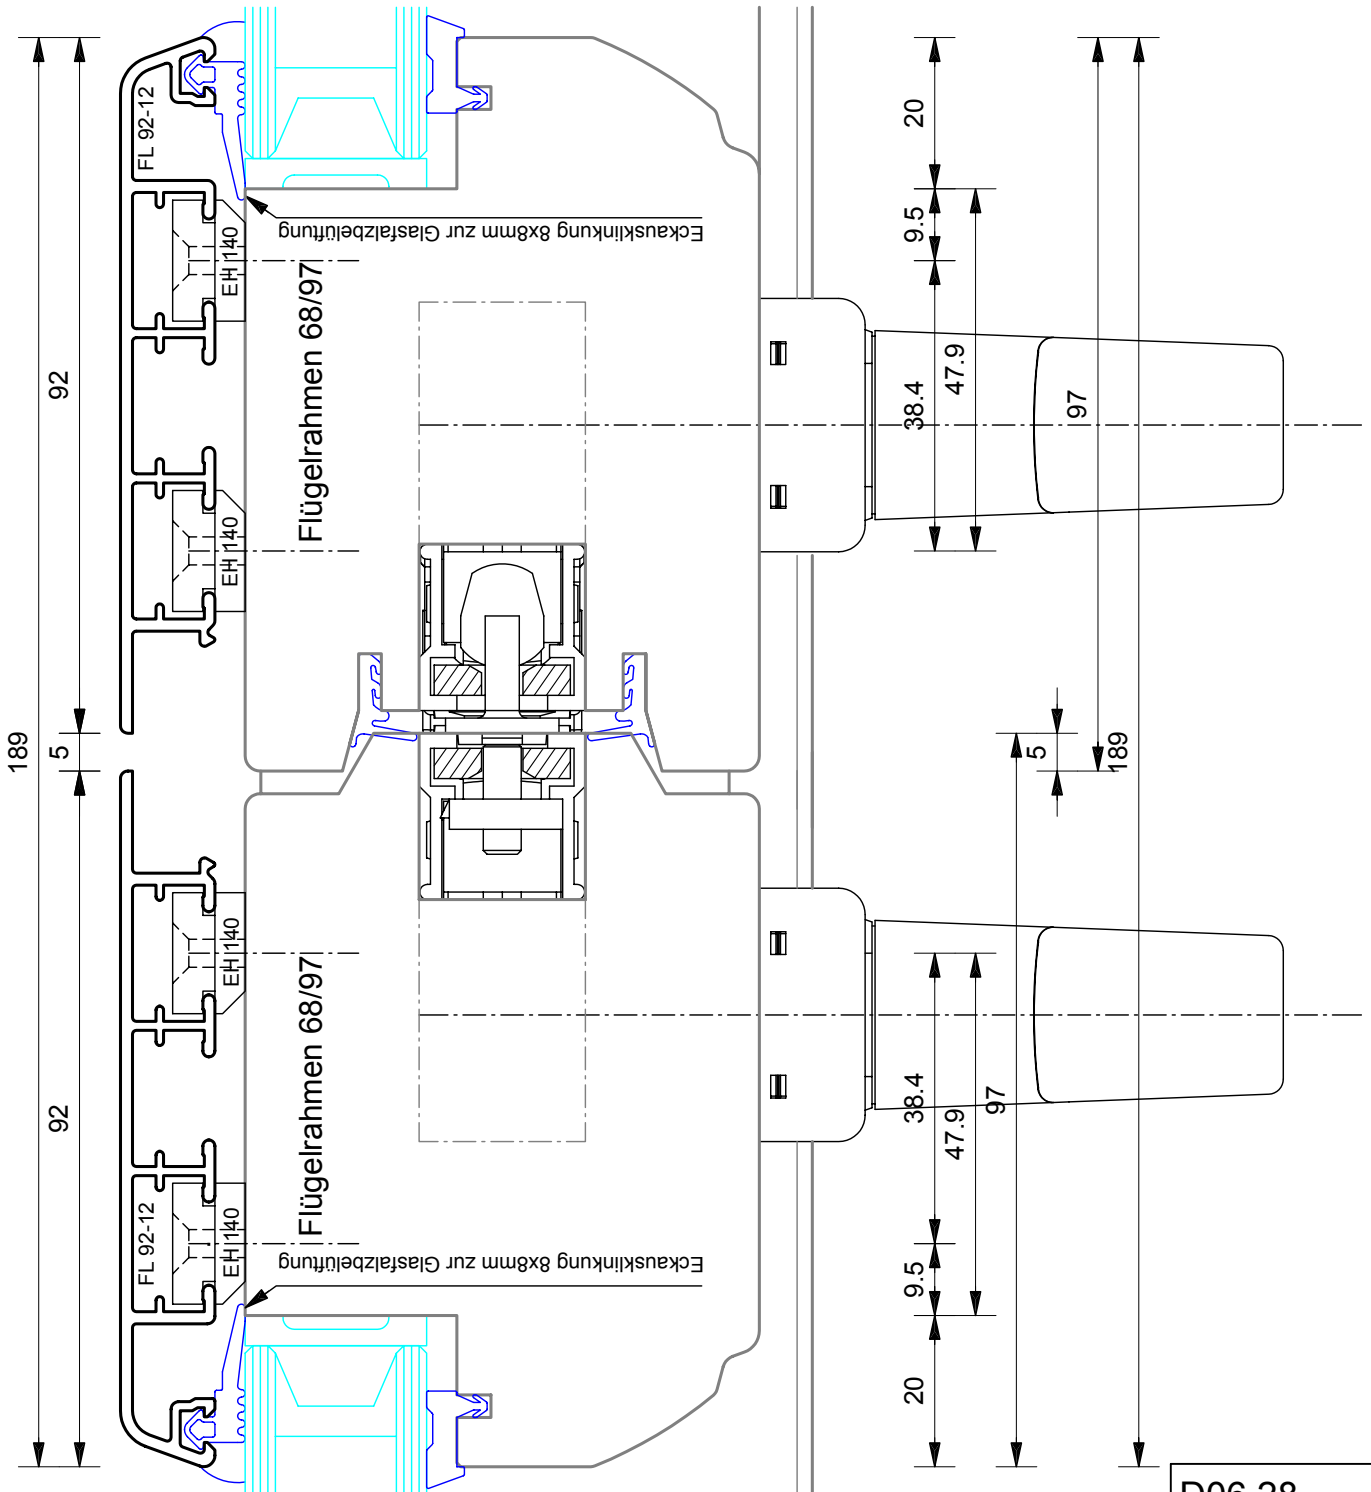 FL 92-12
EH 140
Eckausklinkung 8x8mm zur Glasfalzbelüftung
Flügelrahmen 68/97
EH 140
20
9.5
38.4
47.9
97
92
189
5
5
189
EH 140
Flügelrahmen 68/97
92
38.4
47.9
97
FL 92-12
EH 140
Eckausklinkung 8x8mm zur Glasfalzbelüftung
9.5
20